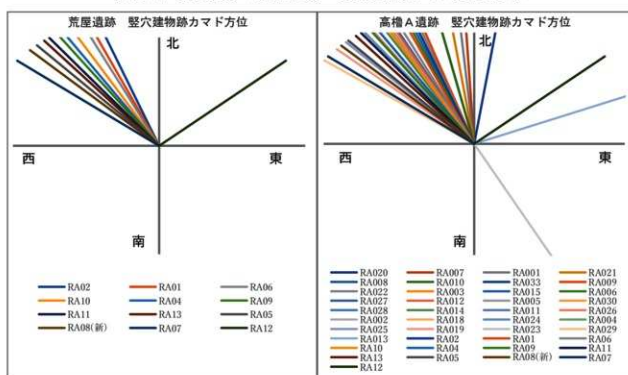 荒屋遺跡　竪穴建物跡カマド方位
北
西
東
南
RA02 RA01 RA06
RA10 RA04 RA09
RA11 RA13 RA05
RA08(新) RA07 RA12
高櫓A遺跡　竪穴建物跡カマド方位
北
西
東
南
RA020 RA007 RA001 RA021
RA008 RA010 RA033 RA009
RA022 RA003 RA015 RA006
RA027 RA012 RA005 RA030
RA028 RA014 RA011 RA026
RA002 RA018 RA024 RA004
RA025 RA019 RA023 RA029
RA013 RA02 RA01 RA06
RA10 RA04 RA09 RA11
RA13 RA05 RA08(新) RA07
RA12